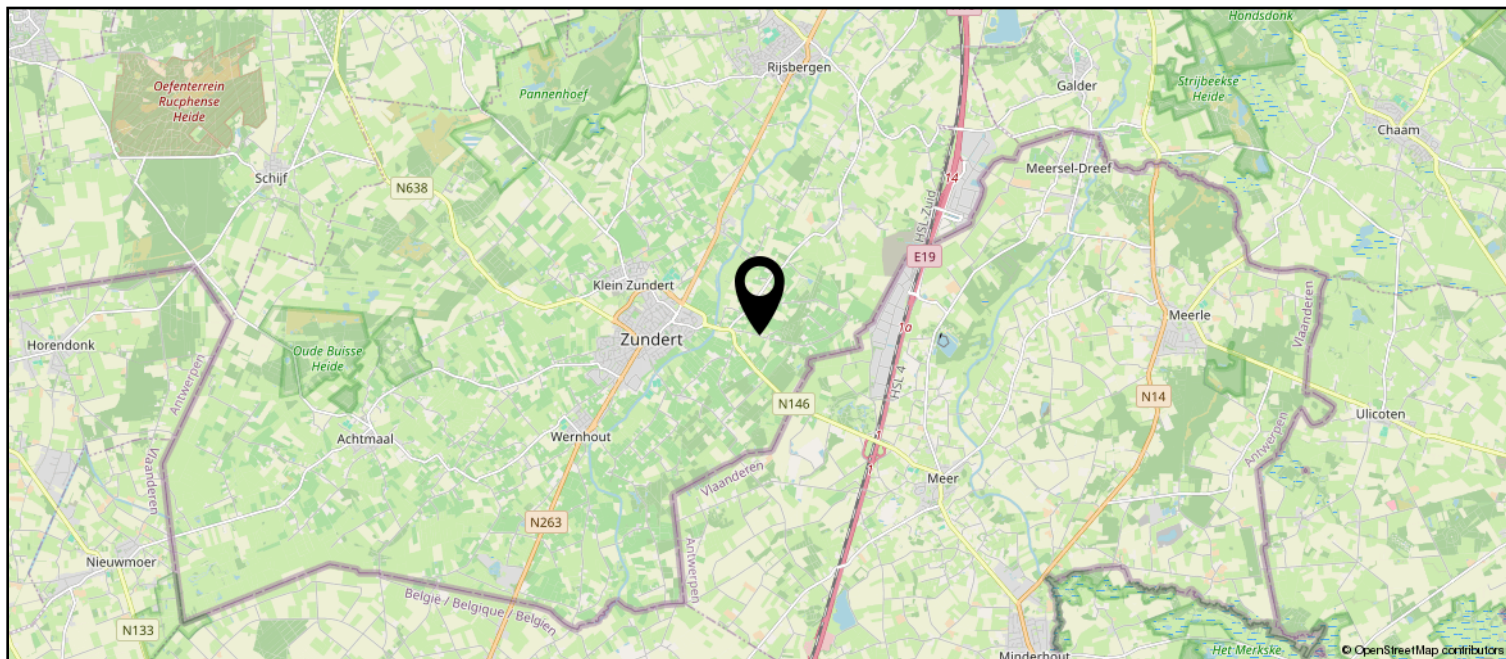 Hondsdonk
Rijsbergen
Oefenterrein
Rucphense
Heide
Pannenhoef
Galder
Strijbeekse
Heide
Chaam
Schijf
N638
14
Meersel-Dreef
HSL-Zuid
E19
Klein Zundert
Zundert
Horendonk
Oude Buisse
Heide
Antwerpen
1a
Meerle
Vlaanderen
HSL 4
N146
N14
Ulicoten
Achtmaal
Wernhout
Antwerpen
Vlaanderen
Vlaanderen
Meer
N263
Nieuwmoer
Antwerpen
België / Belgique / Belgien
N133
Minderhout
Het Merkske
© OpenStreetMap contributors